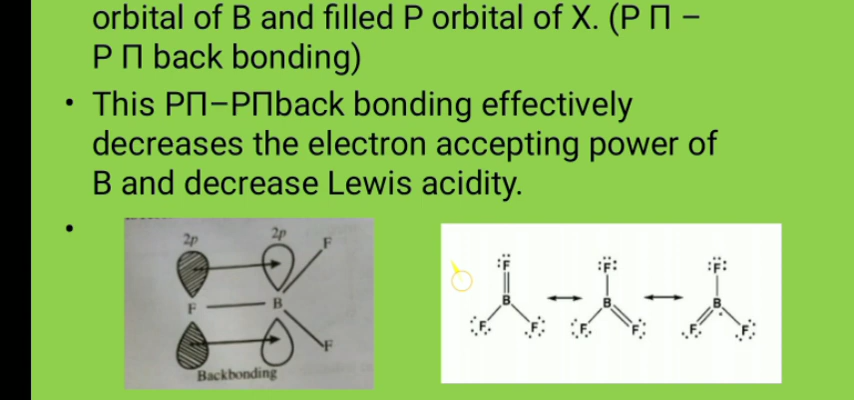 orbital of B and filled P orbital of X. (P Π –
P Π back bonding)
• This PΠ–PΠback bonding effectively
decreases the electron accepting power of
B and decrease Lewis acidity.
•
2p 2p
F
F B
F
Backbonding
:F :F: :F:
B B B
F F F F F F